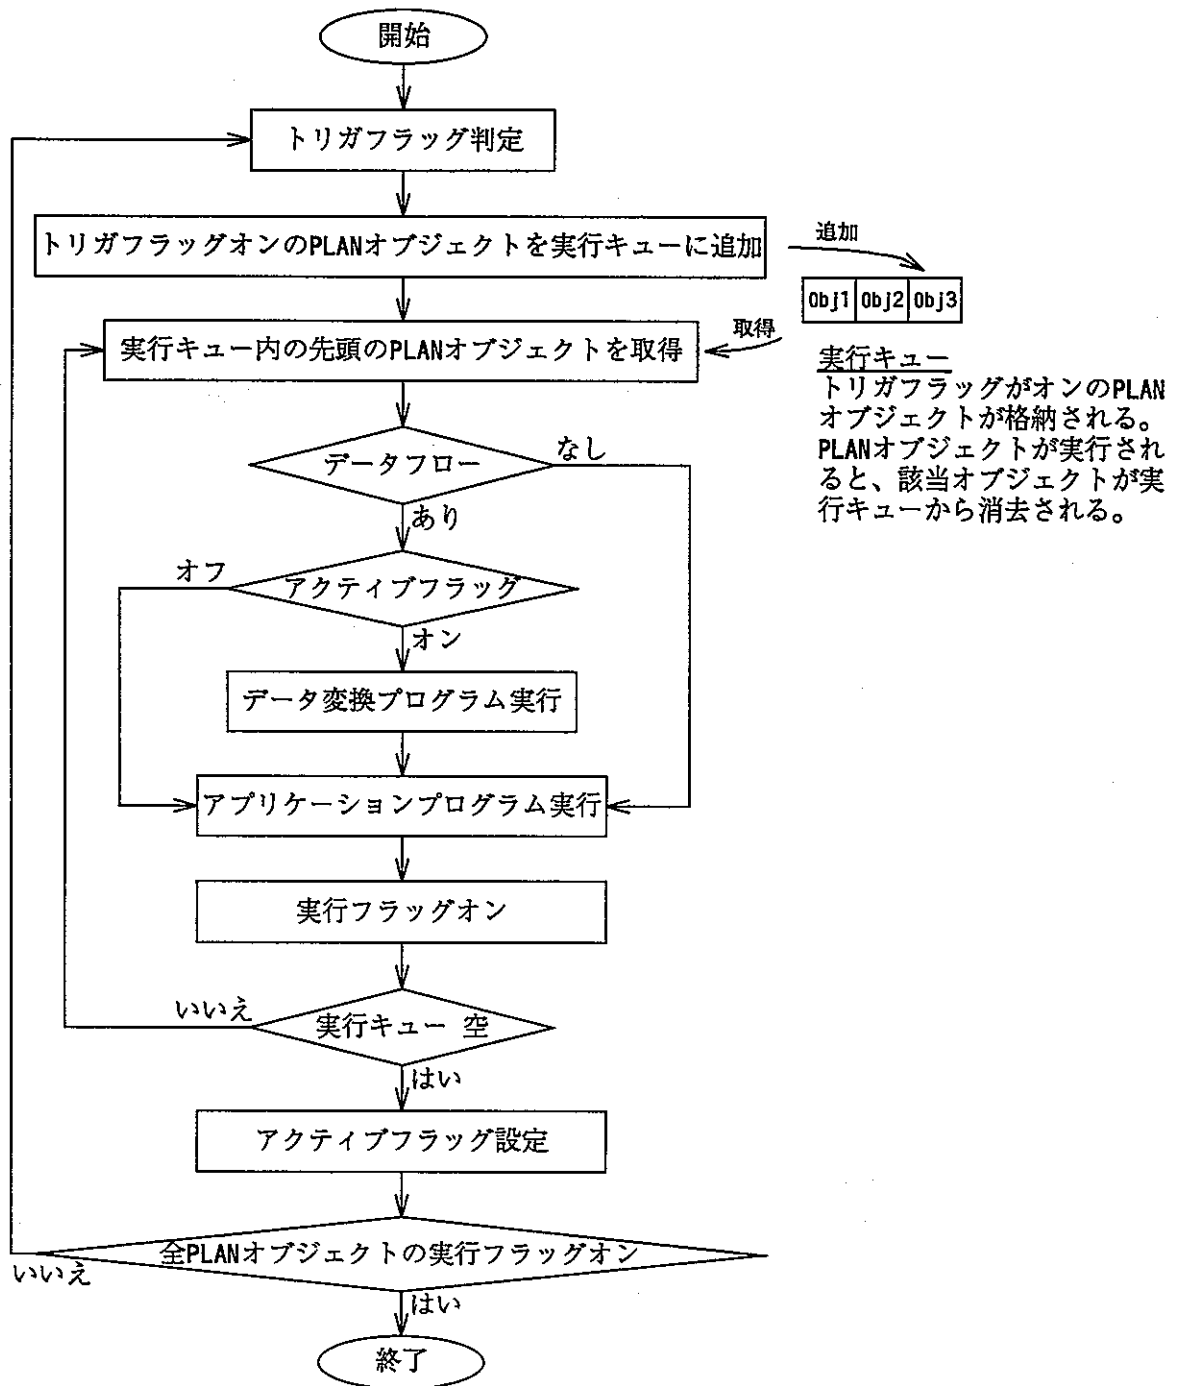 開始
トリガフラッグ判定
トリガフラッグオンのPLANオブジェクトを実行キューに追加
追加
Obj1 Obj2 Obj3
取得
実行キュー内の先頭のPLANオブジェクトを取得
実行キュー
トリガフラッグがオンのPLAN
オブジェクトが格納される。
PLANオブジェクトが実行され
ると、該当オブジェクトが実
行キューから消去される。
データフロー
なし
あり
オフ
アクティブフラッグ
オン
データ変換プログラム実行
アプリケーションプログラム実行
実行フラッグオン
いいえ
実行キュー 空
はい
アクティブフラッグ設定
全PLANオブジェクトの実行フラッグオン
いいえ
はい
終了